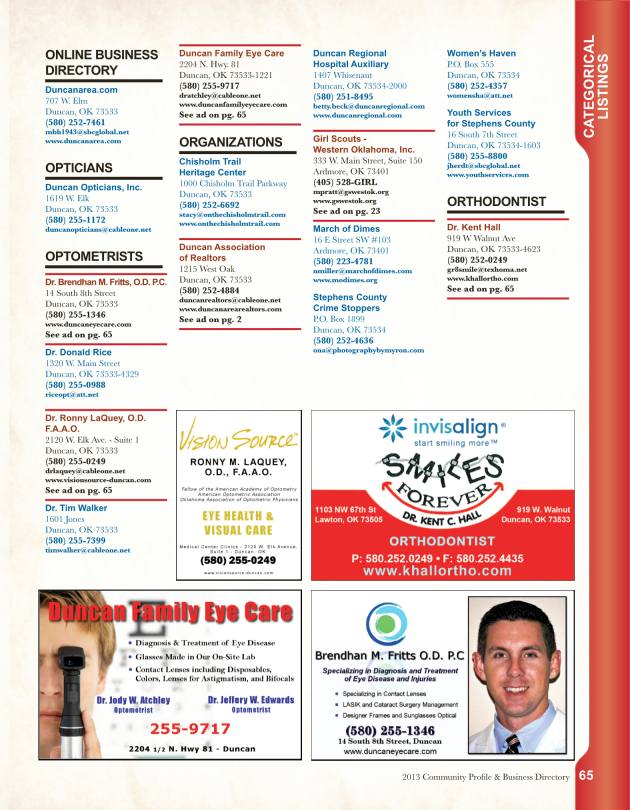 CATEGORICAL
LISTINGS
ONLINE BUSINESS
DIRECTORY
Duncanarea.com
707 W. Elm
Duncan, OK 73533
(580) 252-7461
mbh1943@sbcglobal.net
www.duncanarea.com
OPTICIANS
Duncan Opticians, Inc.
1619 W. Elk
Duncan, OK 73533
(580) 255-1172
duncanopticians@cableone.net
OPTOMETRISTS
Dr. Brendhan M. Fritts, O.D. P.C.
14 South 8th Street
Duncan, OK 73533
(580) 255-1346
www.duncaneyecare.com
See ad on pg. 65
Dr. Donald Rice
1320 W. Main Street
Duncan, OK 73533-4329
(580) 255-0988
riceopt@att.net
Dr. Ronny LaQuey, O.D.
F.A.A.O.
2120 W. Elk Ave. - Suite 1
Duncan, OK 73533
(580) 255-0249
drlaquey@cableone.net
www.visionsource-duncan.com
See ad on pg. 65
Dr. Tim Walker
1601 Jones
Duncan, OK 73533
(580) 255-7399
timwalker@cableone.net
Duncan Family Eye Care
2204 N. Hwy. 81
Duncan, OK 73533-1221
(580) 255-9717
dratchley@cableone.net
www.duncanfamilyeyecare.com
See ad on pg. 65
ORGANIZATIONS
Chisholm Trail
Heritage Center
1000 Chisholm Trail Parkway
Duncan, OK 73533
(580) 252-6692
stacy@onthechisholmtrail.com
www.onthechisholmtrail.com
Duncan Association
of Realtors
1215 West Oak
Duncan, OK 73533
(580) 252-4884
duncanrealtors@cableone.net
www.duncanarearealtors.com
See ad on pg. 2
Duncan Regional
Hospital Auxiliary
1407 Whisenant
Duncan, OK 73534-2000
(580) 251-8495
betty.beck@duncanregional.com
www.duncanregional.com
Girl Scouts -
Western Oklahoma, Inc.
333 W. Main Street, Suite 150
Ardmore, OK 73401
(405) 528-GIRL
mpratt@gswestok.org
www.gswestok.org
See ad on pg. 23
March of Dimes
16 E Street SW #103
Ardmore, OK 73401
(580) 223-4781
nmiller@marchofdimes.com
www.modimes.org
Stephens County
Crime Stoppers
P.O. Box 1899
Duncan, OK 73534
(580) 252-4636
ona@photographybymyron.com
Women's Haven
P.O. Box 555
Duncan, OK 73534
(580) 252-4357
womensha@att.net
Youth Services
for Stephens County
16 South 7th Street
Duncan, OK 73534-1603
(580) 255-8800
jherdt@sbcglobal.net
www.youthservices.com
ORTHODONTIST
Dr. Kent Hall
919 W Walnut Ave
Duncan, OK 73533-4623
(580) 252-0249
gr8smile@texhoma.net
www.khallortho.com
See ad on pg. 65
VISION SOURCE
RONNY M. LAQUEY,
O.D., F.A.A.O.
Fellow of the American Academy of Optometry
American Optometric Association
Oklahoma Association of Optometric Physicians
EYE HEALTH &
VISUAL CARE
Medical Center Clinics - 2120 W. Elk Avenue,
Suite 1 - Duncan, OK
(580) 255-0249
www.visionsource-duncan.com
invisalign®
start smiling more™
SMILES
FOREVER
DR. KENT C. HALL
1103 NW 67th St
Lawton, OK 73505
919 W. Walnut
Duncan, OK 73533
ORTHODONTIST
P: 580.252.0249 • F: 580.252.4435
www.khallortho.com
Duncan Family Eye Care
Diagnosis & Treatment of Eye Disease
Glasses Made in Our On-Site Lab
Contact Lenses including Disposables,
Colors, Lenses for Astigmatism, and Bifocals
Dr. Jody W. Atchley
Optometrist
Dr. Jeffery W. Edwards
Optometrist
255-9717
2204 1/2 N. Hwy 81 - Duncan
Brendhan M. Fritts O.D. P.C
Specializing in Diagnosis and Treatment
of Eye Disease and Injuries
Specializing in Contact Lenses
LASIK and Cataract Surgery Management
Designer Frames and Sunglasses Optical
(580) 255-1346
14 South 8th Street, Duncan
www.duncaneyecare.com
2013 Community Profile & Business Directory 65